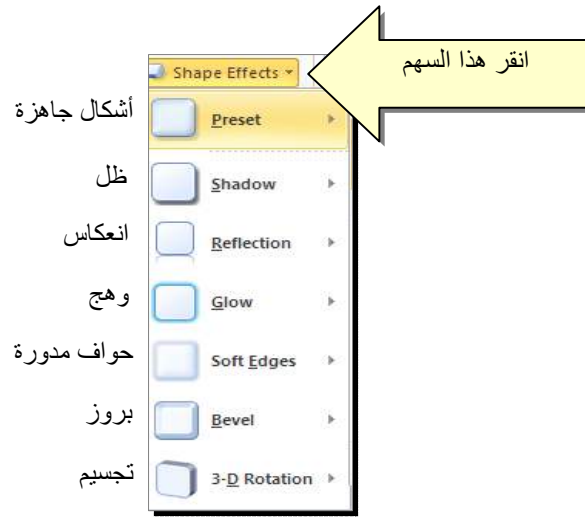 انقر هذا السهم
Shape Effects
أشكال جاهزة
Preset
ظل
Shadow
انعكاس
Reflection
وهج
Glow
حواف مدورة
Soft Edges
بروز
Bevel
تجسيم
3-D Rotation